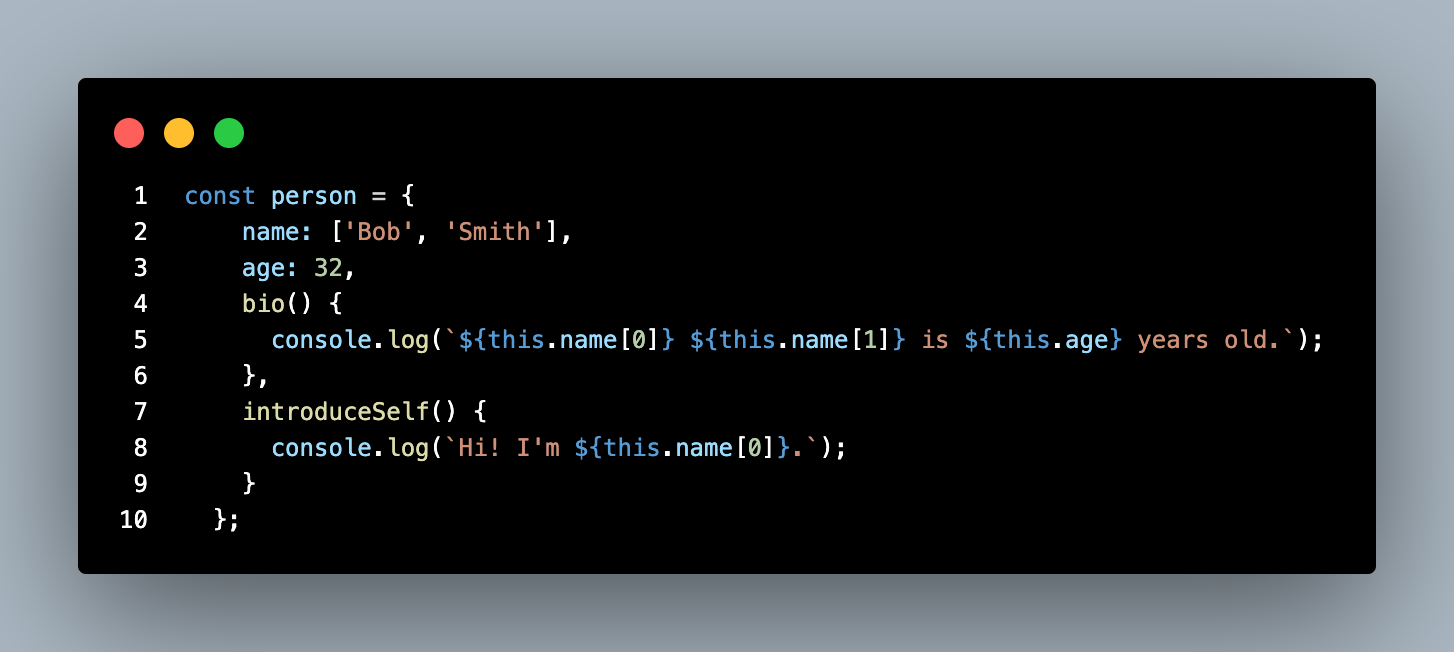 1 const person = {
2 name: ['Bob', 'Smith'],
3 age: 32,
4 bio() {
5 console.log(`${this.name[0]} ${this.name[1]} is ${this.age} years old.`);
6 },
7 introduceSelf() {
8 console.log(`Hi! I'm ${this.name[0]}.`);
9 }
10 };